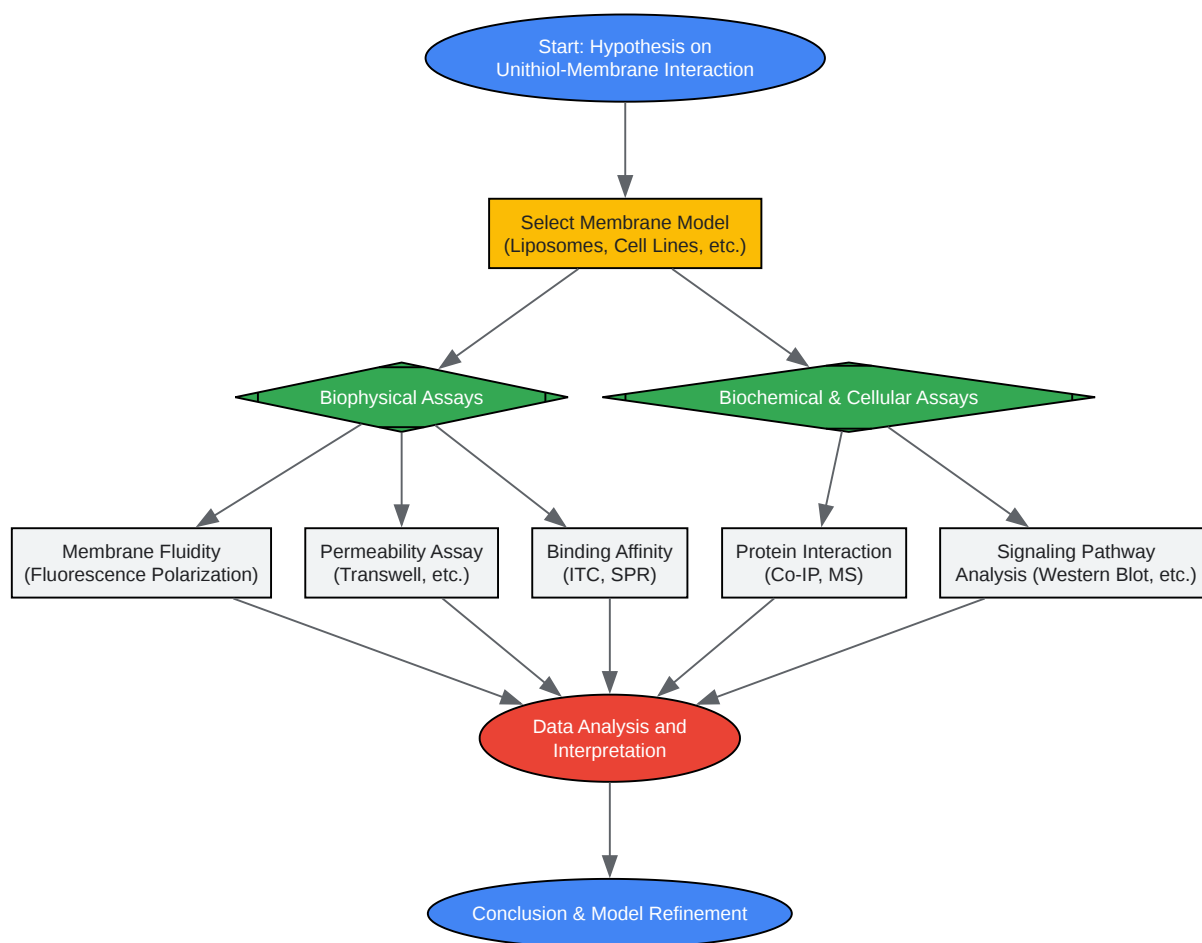 Start: Hypothesis on
Unithiol-Membrane Interaction
Select Membrane Model
(Liposomes, Cell Lines, etc.)
Biophysical Assays
Biochemical & Cellular Assays
Membrane Fluidity
(Fluorescence Polarization)
Permeability Assay
(Transwell, etc.)
Binding Affinity
(ITC, SPR)
Protein Interaction
(Co-IP, MS)
Signaling Pathway
Analysis (Western Blot, etc.)
Data Analysis and
Interpretation
Conclusion & Model Refinement